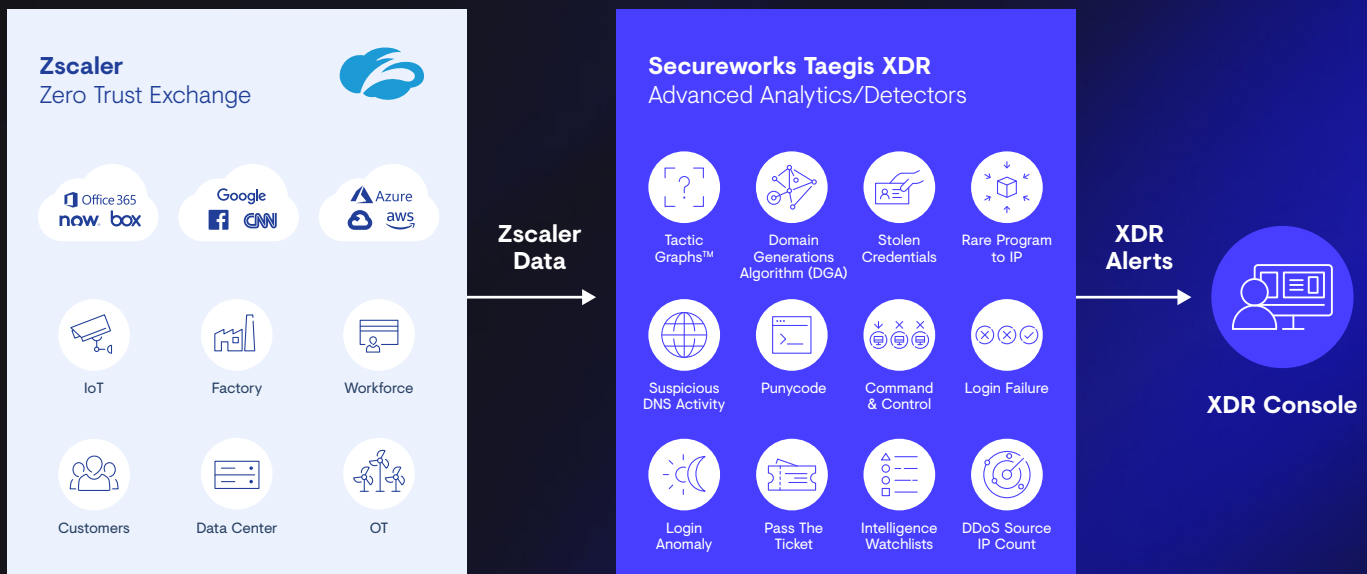 Zscaler
Zero Trust Exchange
Office 365
now. box
Google
CNN
Azure
aws
IoT
Factory
Workforce
Customers
Data Center
OT
Zscaler
Data
Secureworks Taegis XDR
Advanced Analytics/Detectors
Tactic
Graphs™
Domain
Generations
Algorithm (DGA)
Stolen
Credentials
Rare Program
to IP
Suspicious
DNS Activity
Punycode
Command
& Control
Login Failure
Login
Anomaly
Pass The
Ticket
Intelligence
Watchlists
DDoS Source
IP Count
XDR
Alerts
XDR Console